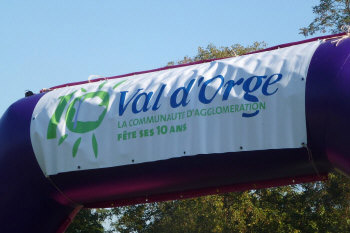 10
Val d'Orge
LA COMMUNAUTÉ D'AGGLOMÉRATION
FÊTE SES 10 ANS